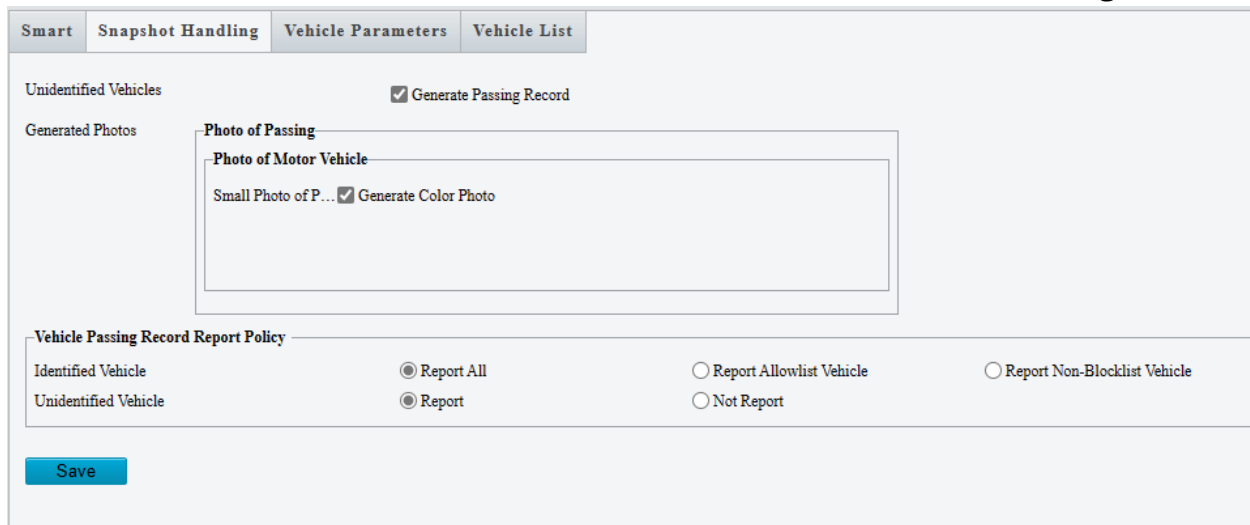 Smart Snapshot Handling Vehicle Parameters Vehicle List
Unidentified Vehicles Generate Passing Record
Generated Photos Photo of Passing
Photo of Motor Vehicle
Small Photo of P... Generate Color Photo
Vehicle Passing Record Report Policy
Identified Vehicle Report All Report Allowlist Vehicle Report Non-Blocklist Vehicle
Unidentified Vehicle Report Not Report
Save